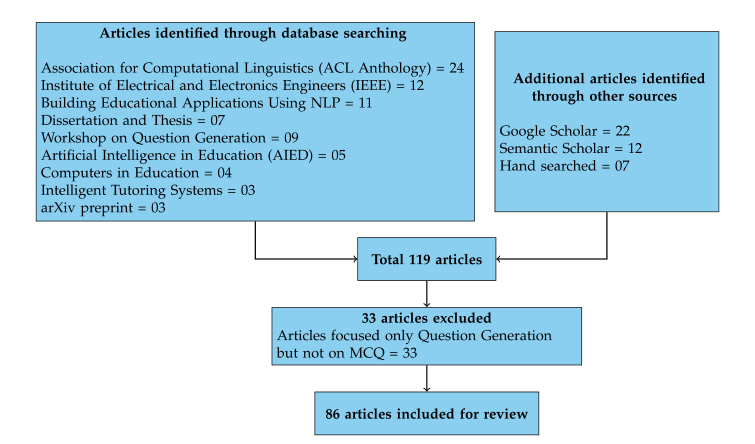 Articles identified through database searching
Association for Computational Linguistics (ACL Anthology) = 24
Institute of Electrical and Electronics Engineers (IEEE) = 12
Building Educational Applications Using NLP = 11
Dissertation and Thesis = 07
Workshop on Question Generation = 09
Artificial Intelligence in Education (AIED) = 05
Computers in Education = 04
Intelligent Tutoring Systems = 03
arXiv preprint = 03
Additional articles identified
through other sources
Google Scholar = 22
Semantic Scholar = 12
Hand searched = 07
Total 119 articles
33 articles excluded
Articles focused only Question Generation
but not on MCQ = 33
86 articles included for review